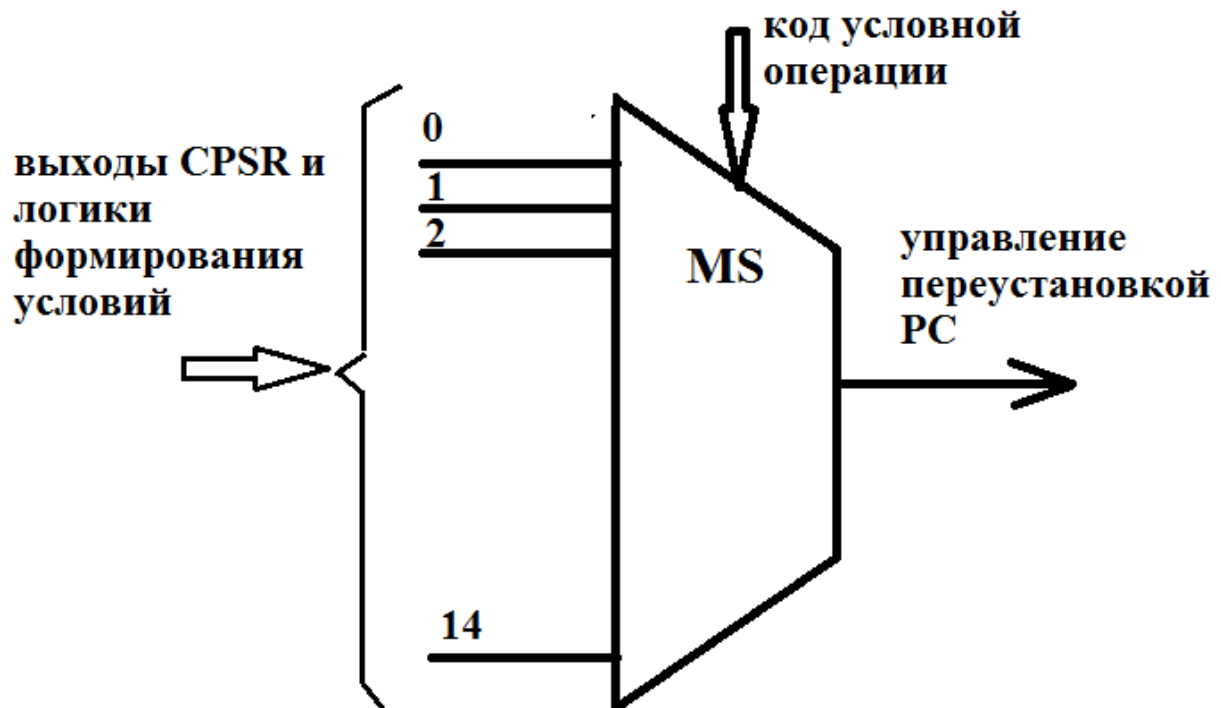 код условной
операции
0
1
2
выходы CPSR и
логики
формирования
условий
MS
управление
переустановкой
PC
14